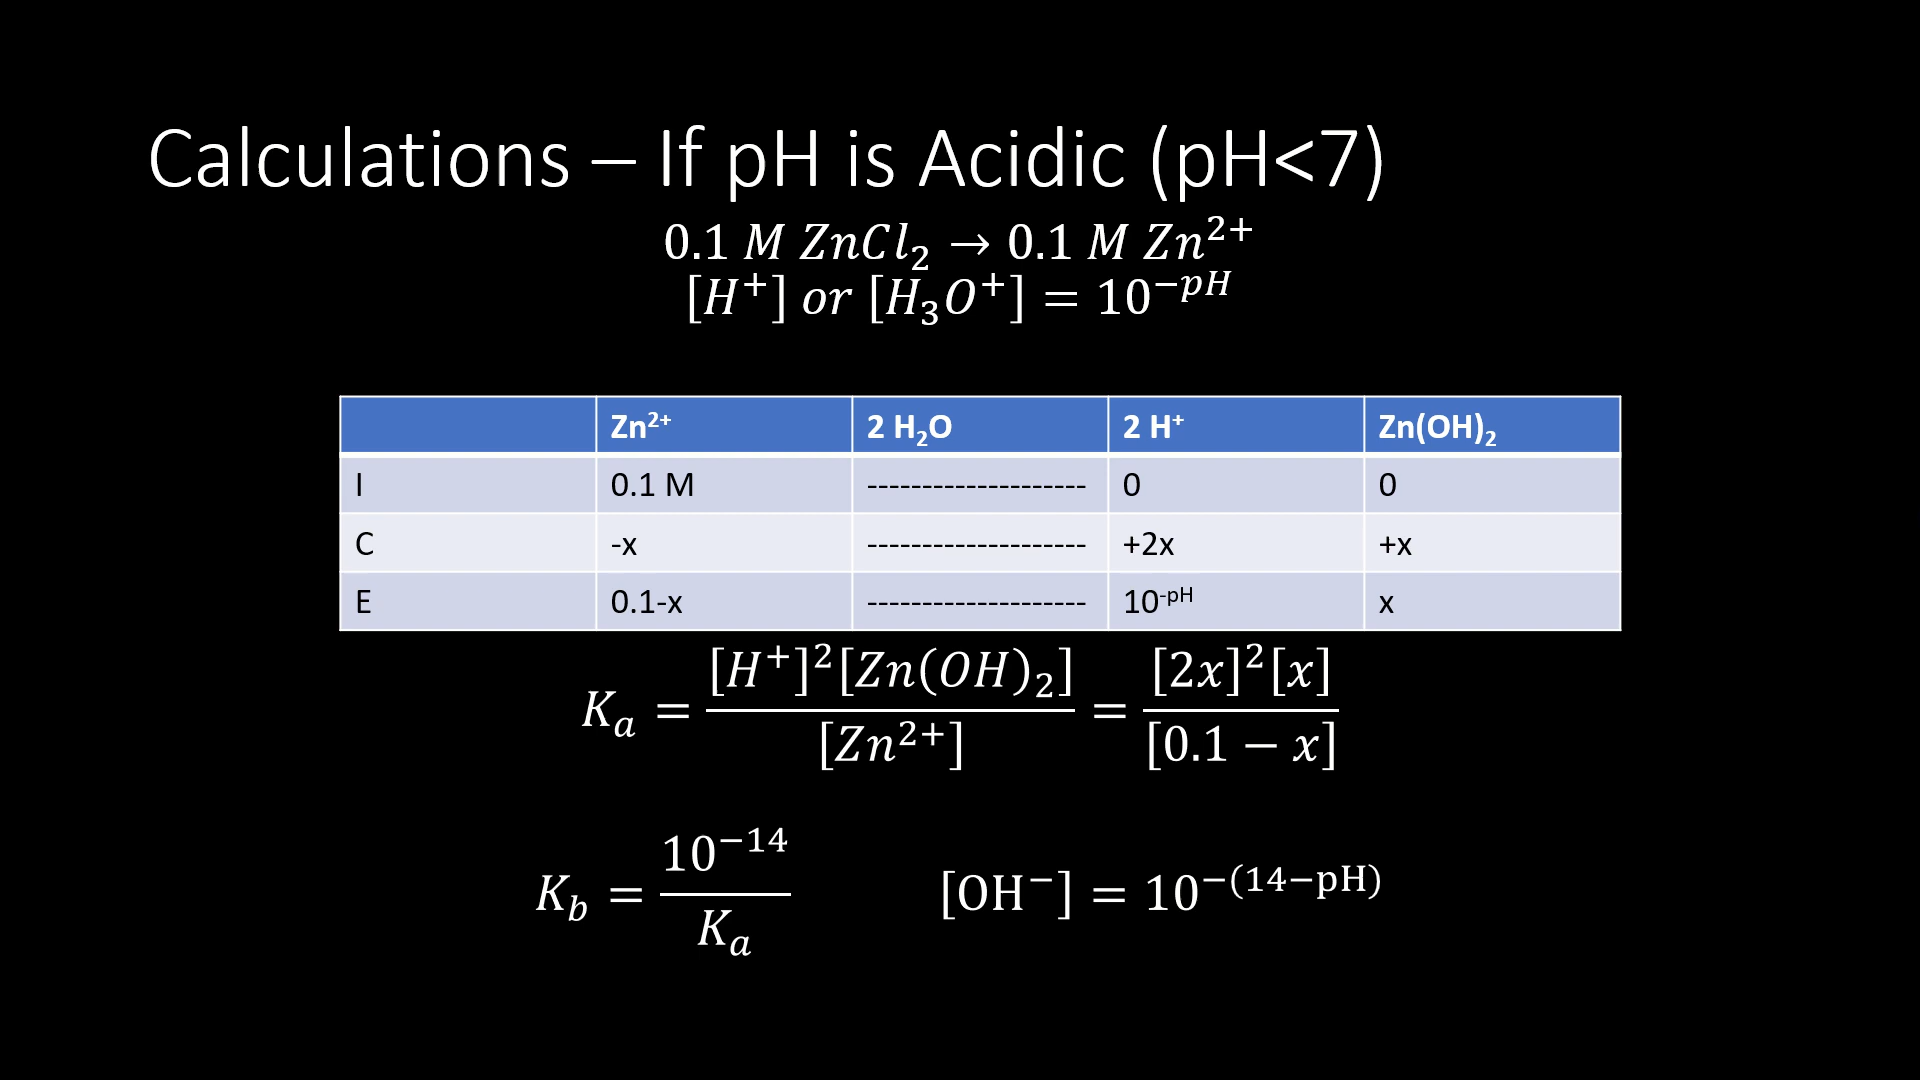 Calculations – If pH is Acidic (pH<7)
0.1 M ZnCl₂ → 0.1 M Zn²⁺
[H⁺] or [H₃O⁺] = 10⁻ᵖᴴ
Zn²⁺ 2 H₂O 2 H⁺ Zn(OH)₂
I 0.1 M -------------------- 0 0
C -x -------------------- +2x +x
E 0.1-x -------------------- 10⁻ᵖᴴ x
Kₐ = [H⁺]²[Zn(OH)₂] / [Zn²⁺] = [2x]²[x] / [0.1 − x]
K_b = 10⁻¹⁴ / Kₐ [OH⁻] = 10^−(14−pH)